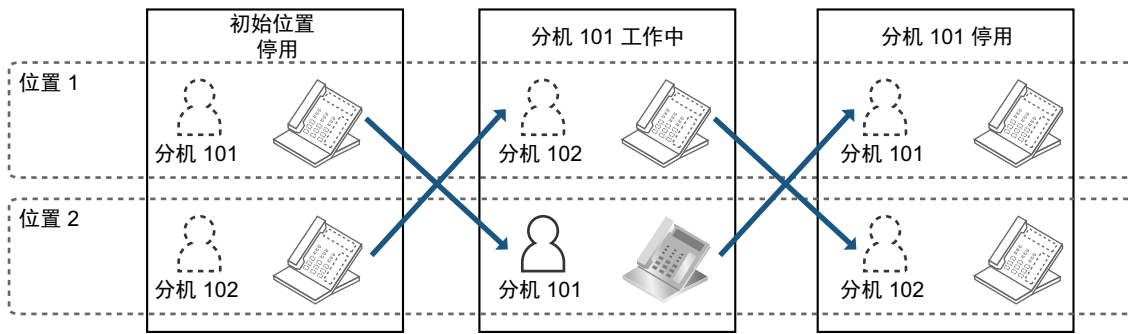 初始位置
停用
分机 101 工作中
分机 101 停用
位置 1
分机 101
分机 102
分机 101
位置 2
分机 102
分机 101
分机 102